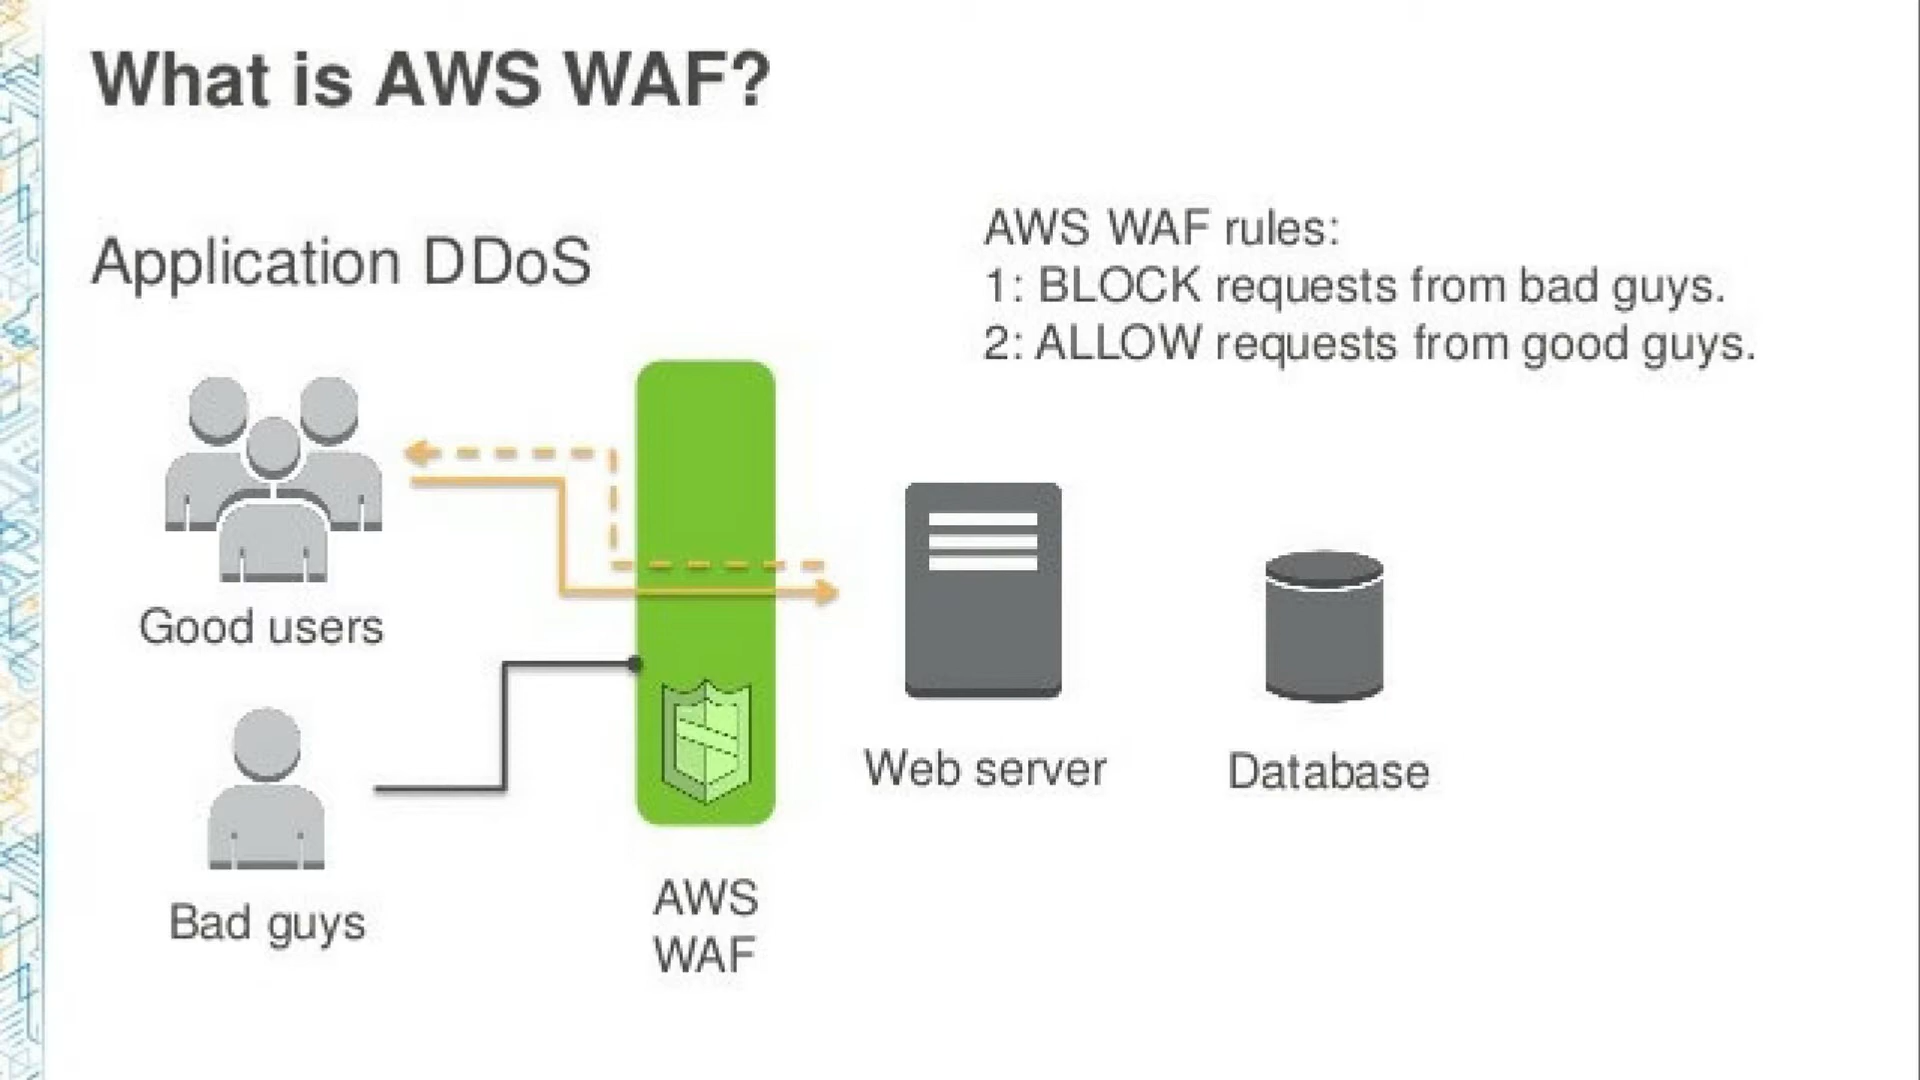 What is AWS WAF?
Application DDoS
AWS WAF rules:
1: BLOCK requests from bad guys.
2: ALLOW requests from good guys.
Good users
Bad guys
AWS
WAF
Web server
Database